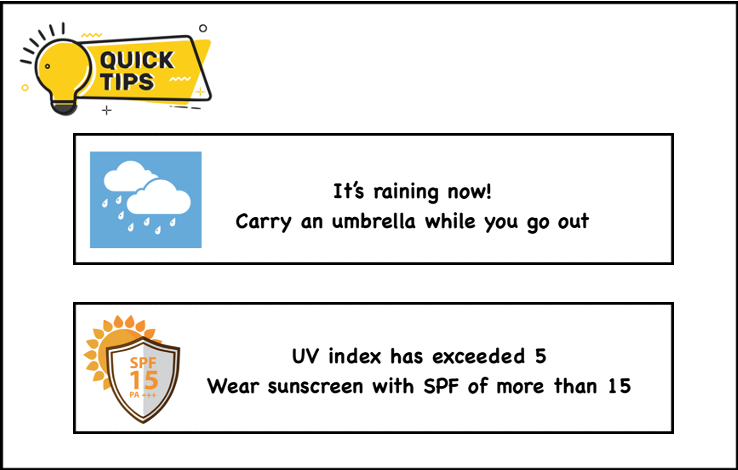 QUICK
TIPS
It's raining now!
Carry an umbrella while you go out
SPF
15
PA +++
UV index has exceeded 5
Wear sunscreen with SPF of more than 15